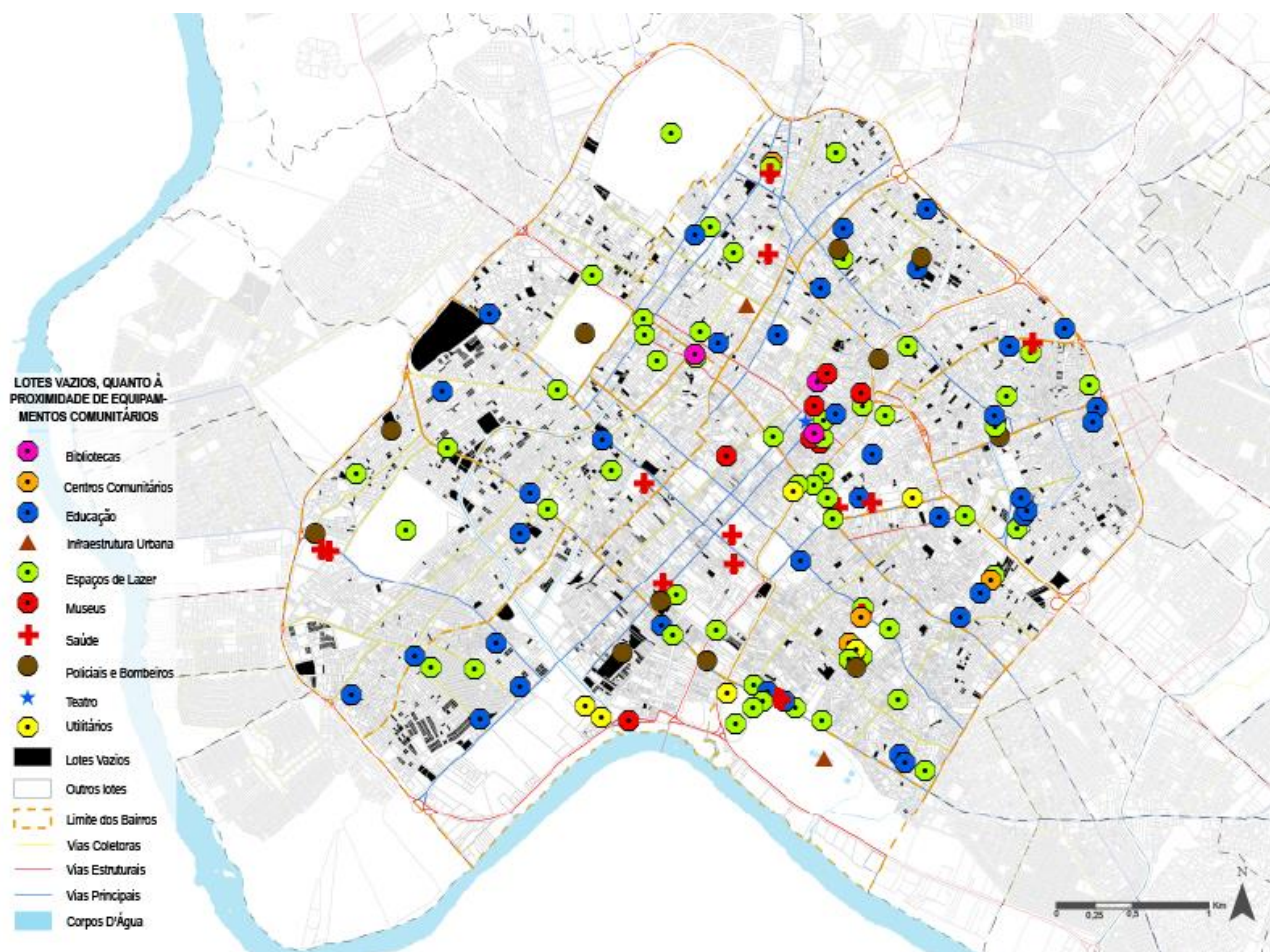 LOTES VAZIOS, QUANTO À
PROXIMIDADE DE EQUIPAM-
MENTOS COMUNITÁRIOS
Bibliotecas
Centros Comunitários
Educação
Infraestrutura Urbana
Espaços de Lazer
Museus
Saúde
Policiais e Bombeiros
Teatro
Utilitários
Lotes Vazios
Outros lotes
Limite dos Bairros
Vias Coletoras
Vias Estruturais
Vias Principais
Corpos D'Água
N
Km
0 0,25 0,5 1